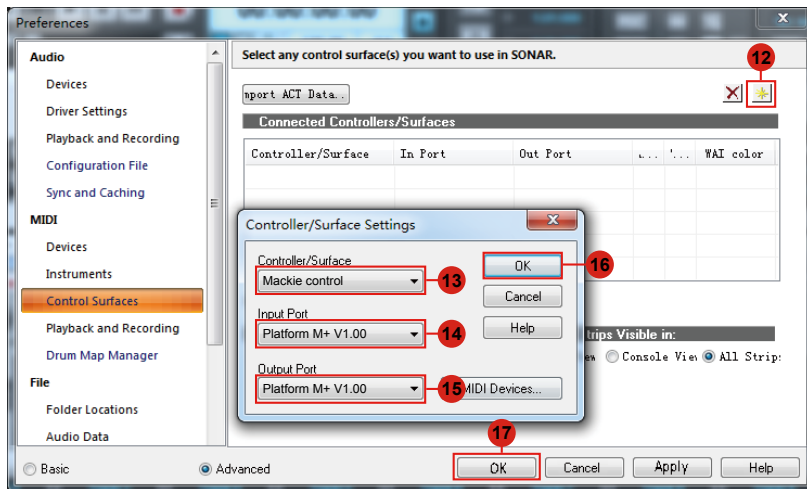 Preferences
x
Audio
Devices
Driver Settings
Playback and Recording
Configuration File
Sync and Caching
MIDI
Devices
Instruments
Control Surfaces
Playback and Recording
Drum Map Manager
File
Folder Locations
Audio Data
Basic
Advanced
Select any control surface(s) you want to use in SONAR.
12
mport ACT Data..
Connected Controllers/Surfaces
Controller/Surface In Port Out Port ... '... WAI color
Controller/Surface Settings
x
Controller/Surface
Mackie control
13
Input Port
Platform M+ V1.00
14
Output Port
Platform M+ V1.00
15
OK
16
Cancel
Help
MIDI Devices...
trips Visible in:
Console View All Strip:
17
OK Cancel Apply Help